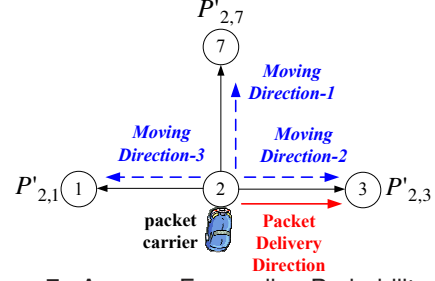 P'2,7
7
Moving
Direction-1
Moving
Direction-3
Moving
Direction-2
P'2,1
1
2
3
P'2,3
packet
carrier
Packet
Delivery
Direction